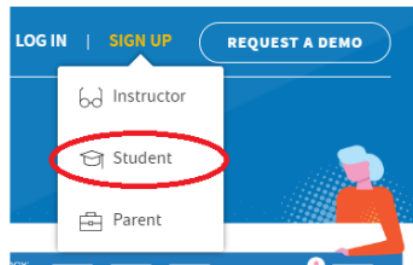 LOG IN | SIGN UP REQUEST A DEMO
Instructor
Student
Parent